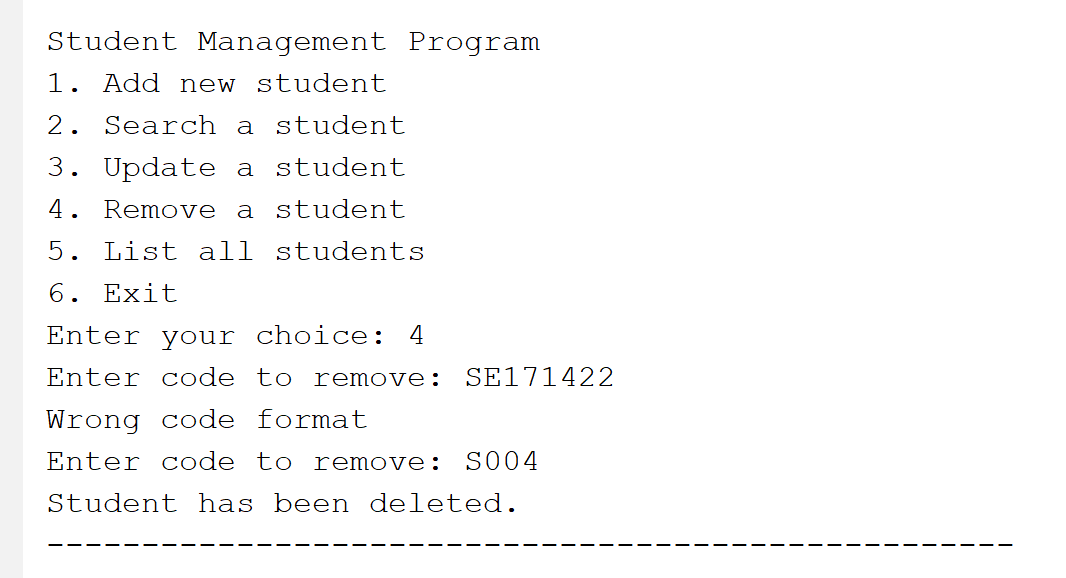 Student Management Program
1. Add new student
2. Search a student
3. Update a student
4. Remove a student
5. List all students
6. Exit
Enter your choice: 4
Enter code to remove: SE171422
Wrong code format
Enter code to remove: S004
Student has been deleted.
---------------------------------------------------